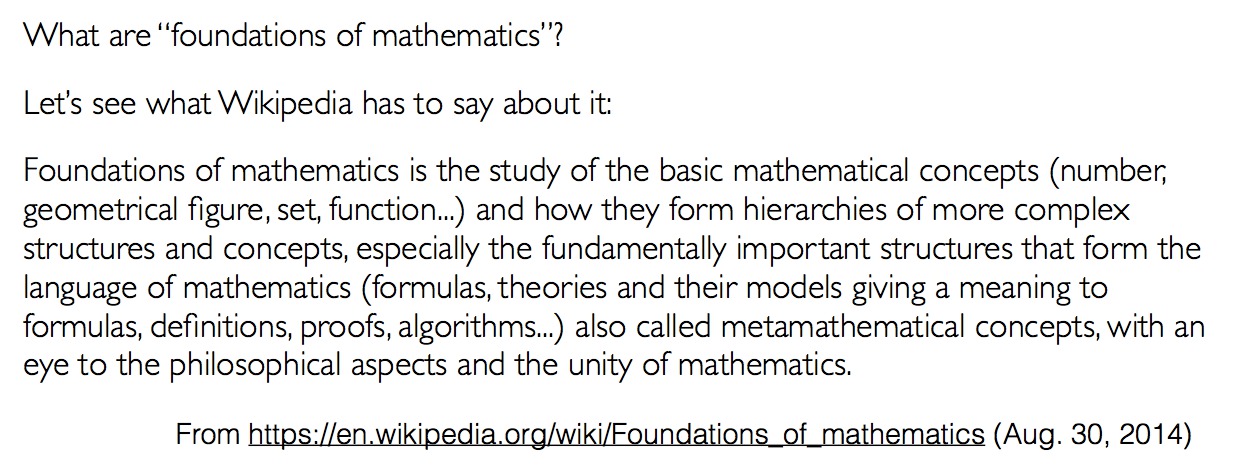 What are “foundations of mathematics”?
Let’s see what Wikipedia has to say about it:
Foundations of mathematics is the study of the basic mathematical concepts (number,
geometrical figure, set, function...) and how they form hierarchies of more complex
structures and concepts, especially the fundamentally important structures that form the
language of mathematics (formulas, theories and their models giving a meaning to
formulas, definitions, proofs, algorithms...) also called metamathematical concepts, with an
eye to the philosophical aspects and the unity of mathematics.
From https://en.wikipedia.org/wiki/Foundations_of_mathematics (Aug. 30, 2014)